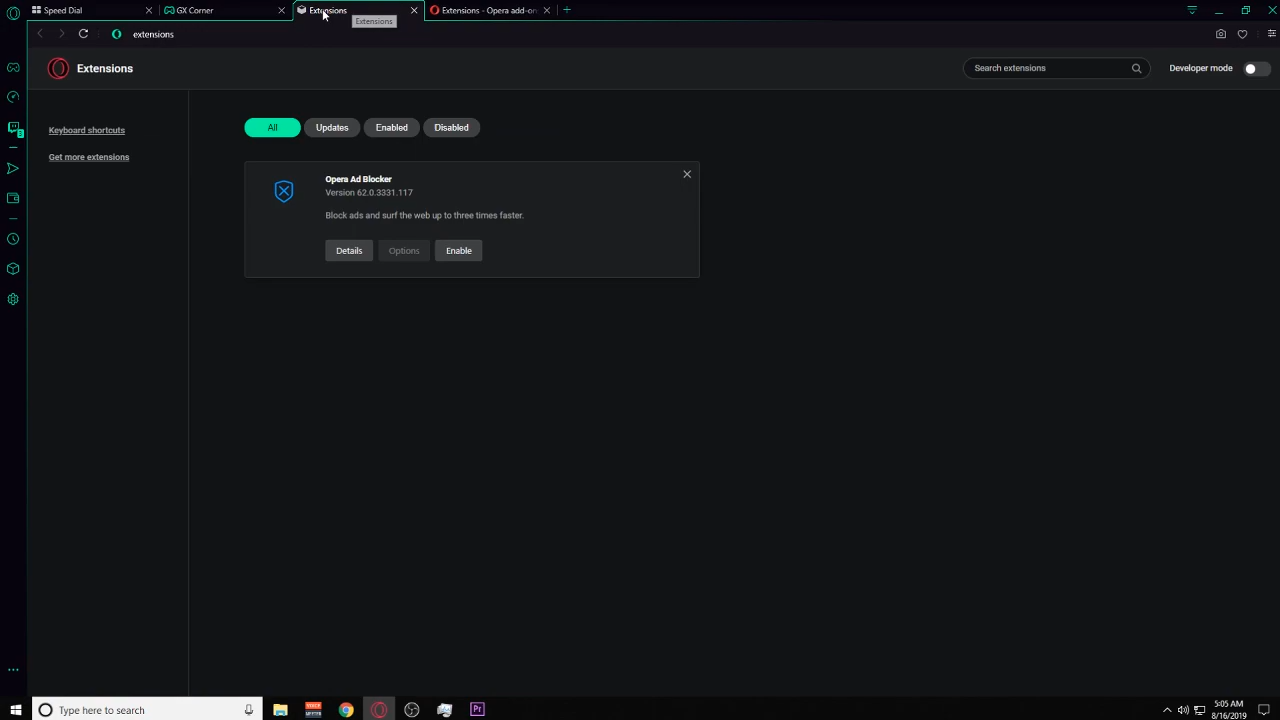 Speed Dial
GX Corner
Extensions
Extensions - Opera add-on
Extensions
extensions
Extensions
Search extensions
Developer mode
Keyboard shortcuts
Get more extensions
All
Updates
Enabled
Disabled
Opera Ad Blocker
Version 62.0.3331.117
Block ads and surf the web up to three times faster.
Details
Options
Enable
Type here to search
VOICE
MEETER
Pr
5:05 AM
8/16/2019